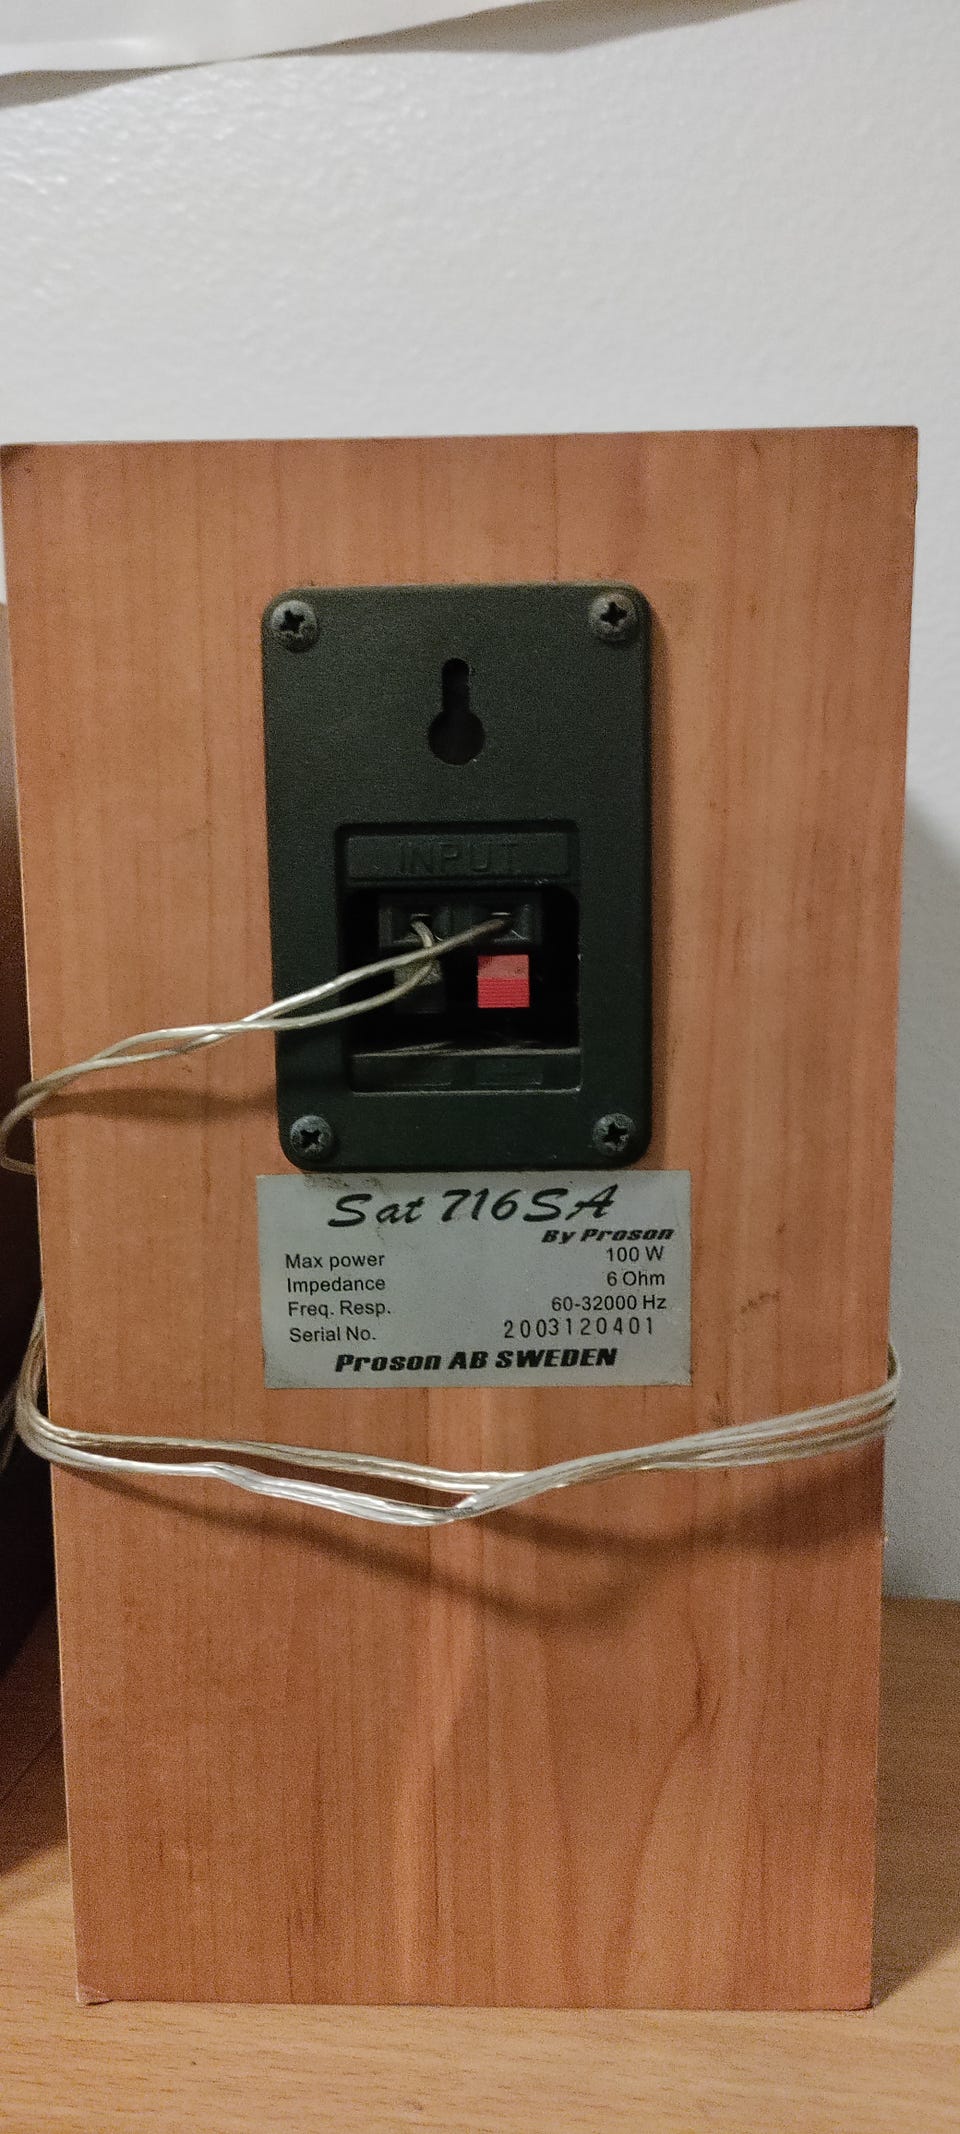 INPUT
Sat 716SA
By Proson
Max power 100 W
Impedance 6 Ohm
Freq. Resp. 60-32000 Hz
Serial No. 2003120401
Proson AB SWEDEN